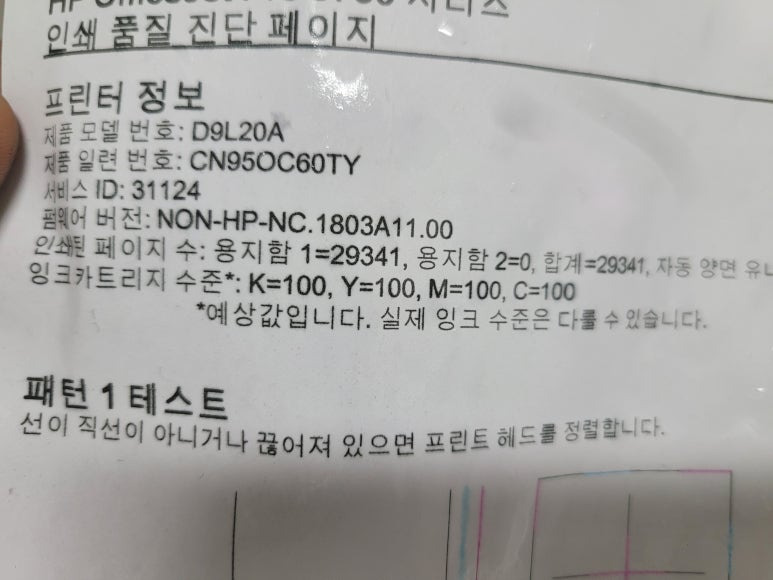 인쇄 품질 진단 페이지
프린터 정보
제품 모델 번호: D9L20A
제품 일련 번호: CN95OC60TY
서비스 ID: 31124
펌웨어 버전: NON-HP-NC.1803A11.00
인쇄된 페이지 수: 용지함 1=29341, 용지함 2=0, 합계=29341, 자동 양면
잉크카트리지 수준*: K=100, Y=100, M=100, C=100
*예상값입니다. 실제 잉크 수준은 다를 수 있습니다.
패턴 1 테스트
선이 직선이 아니거나 끊어져 있으면 프린트 헤드를 정렬합니다.